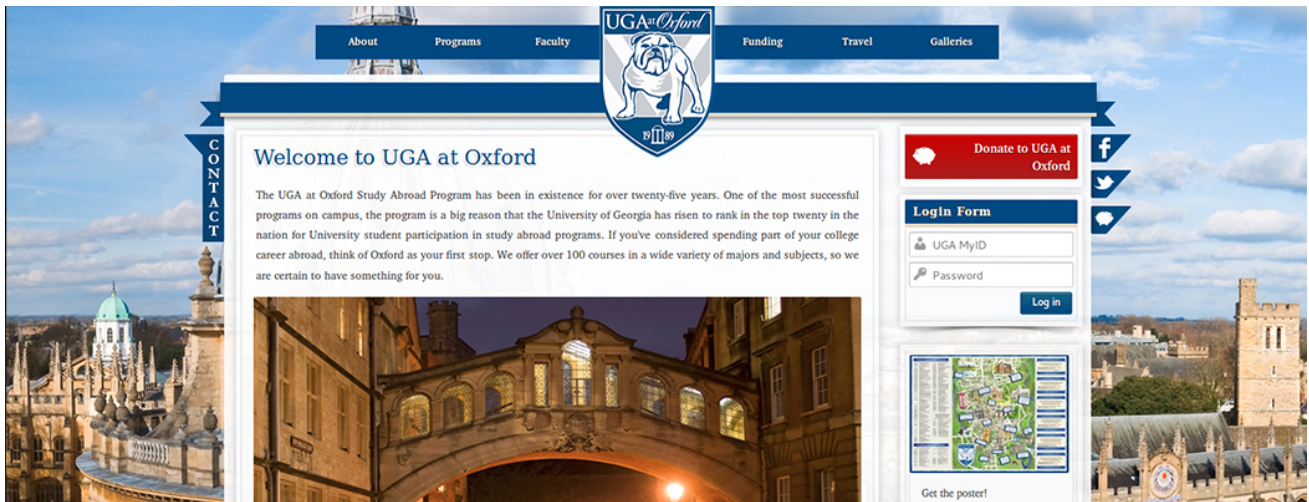 UGA at Oxford
About Programs Faculty Funding Travel Galleries
19 89
CONTACT
Welcome to UGA at Oxford
The UGA at Oxford Study Abroad Program has been in existence for over twenty-five years. One of the most successful
programs on campus, the program is a big reason that the University of Georgia has risen to rank in the top twenty in the
nation for University student participation in study abroad programs. If you've considered spending part of your college
career abroad, think of Oxford as your first stop. We offer over 100 courses in a wide variety of majors and subjects, so we
are certain to have something for you.
Donate to UGA at
Oxford
Login Form
UGA MyID
Password
Log in
Get the poster!